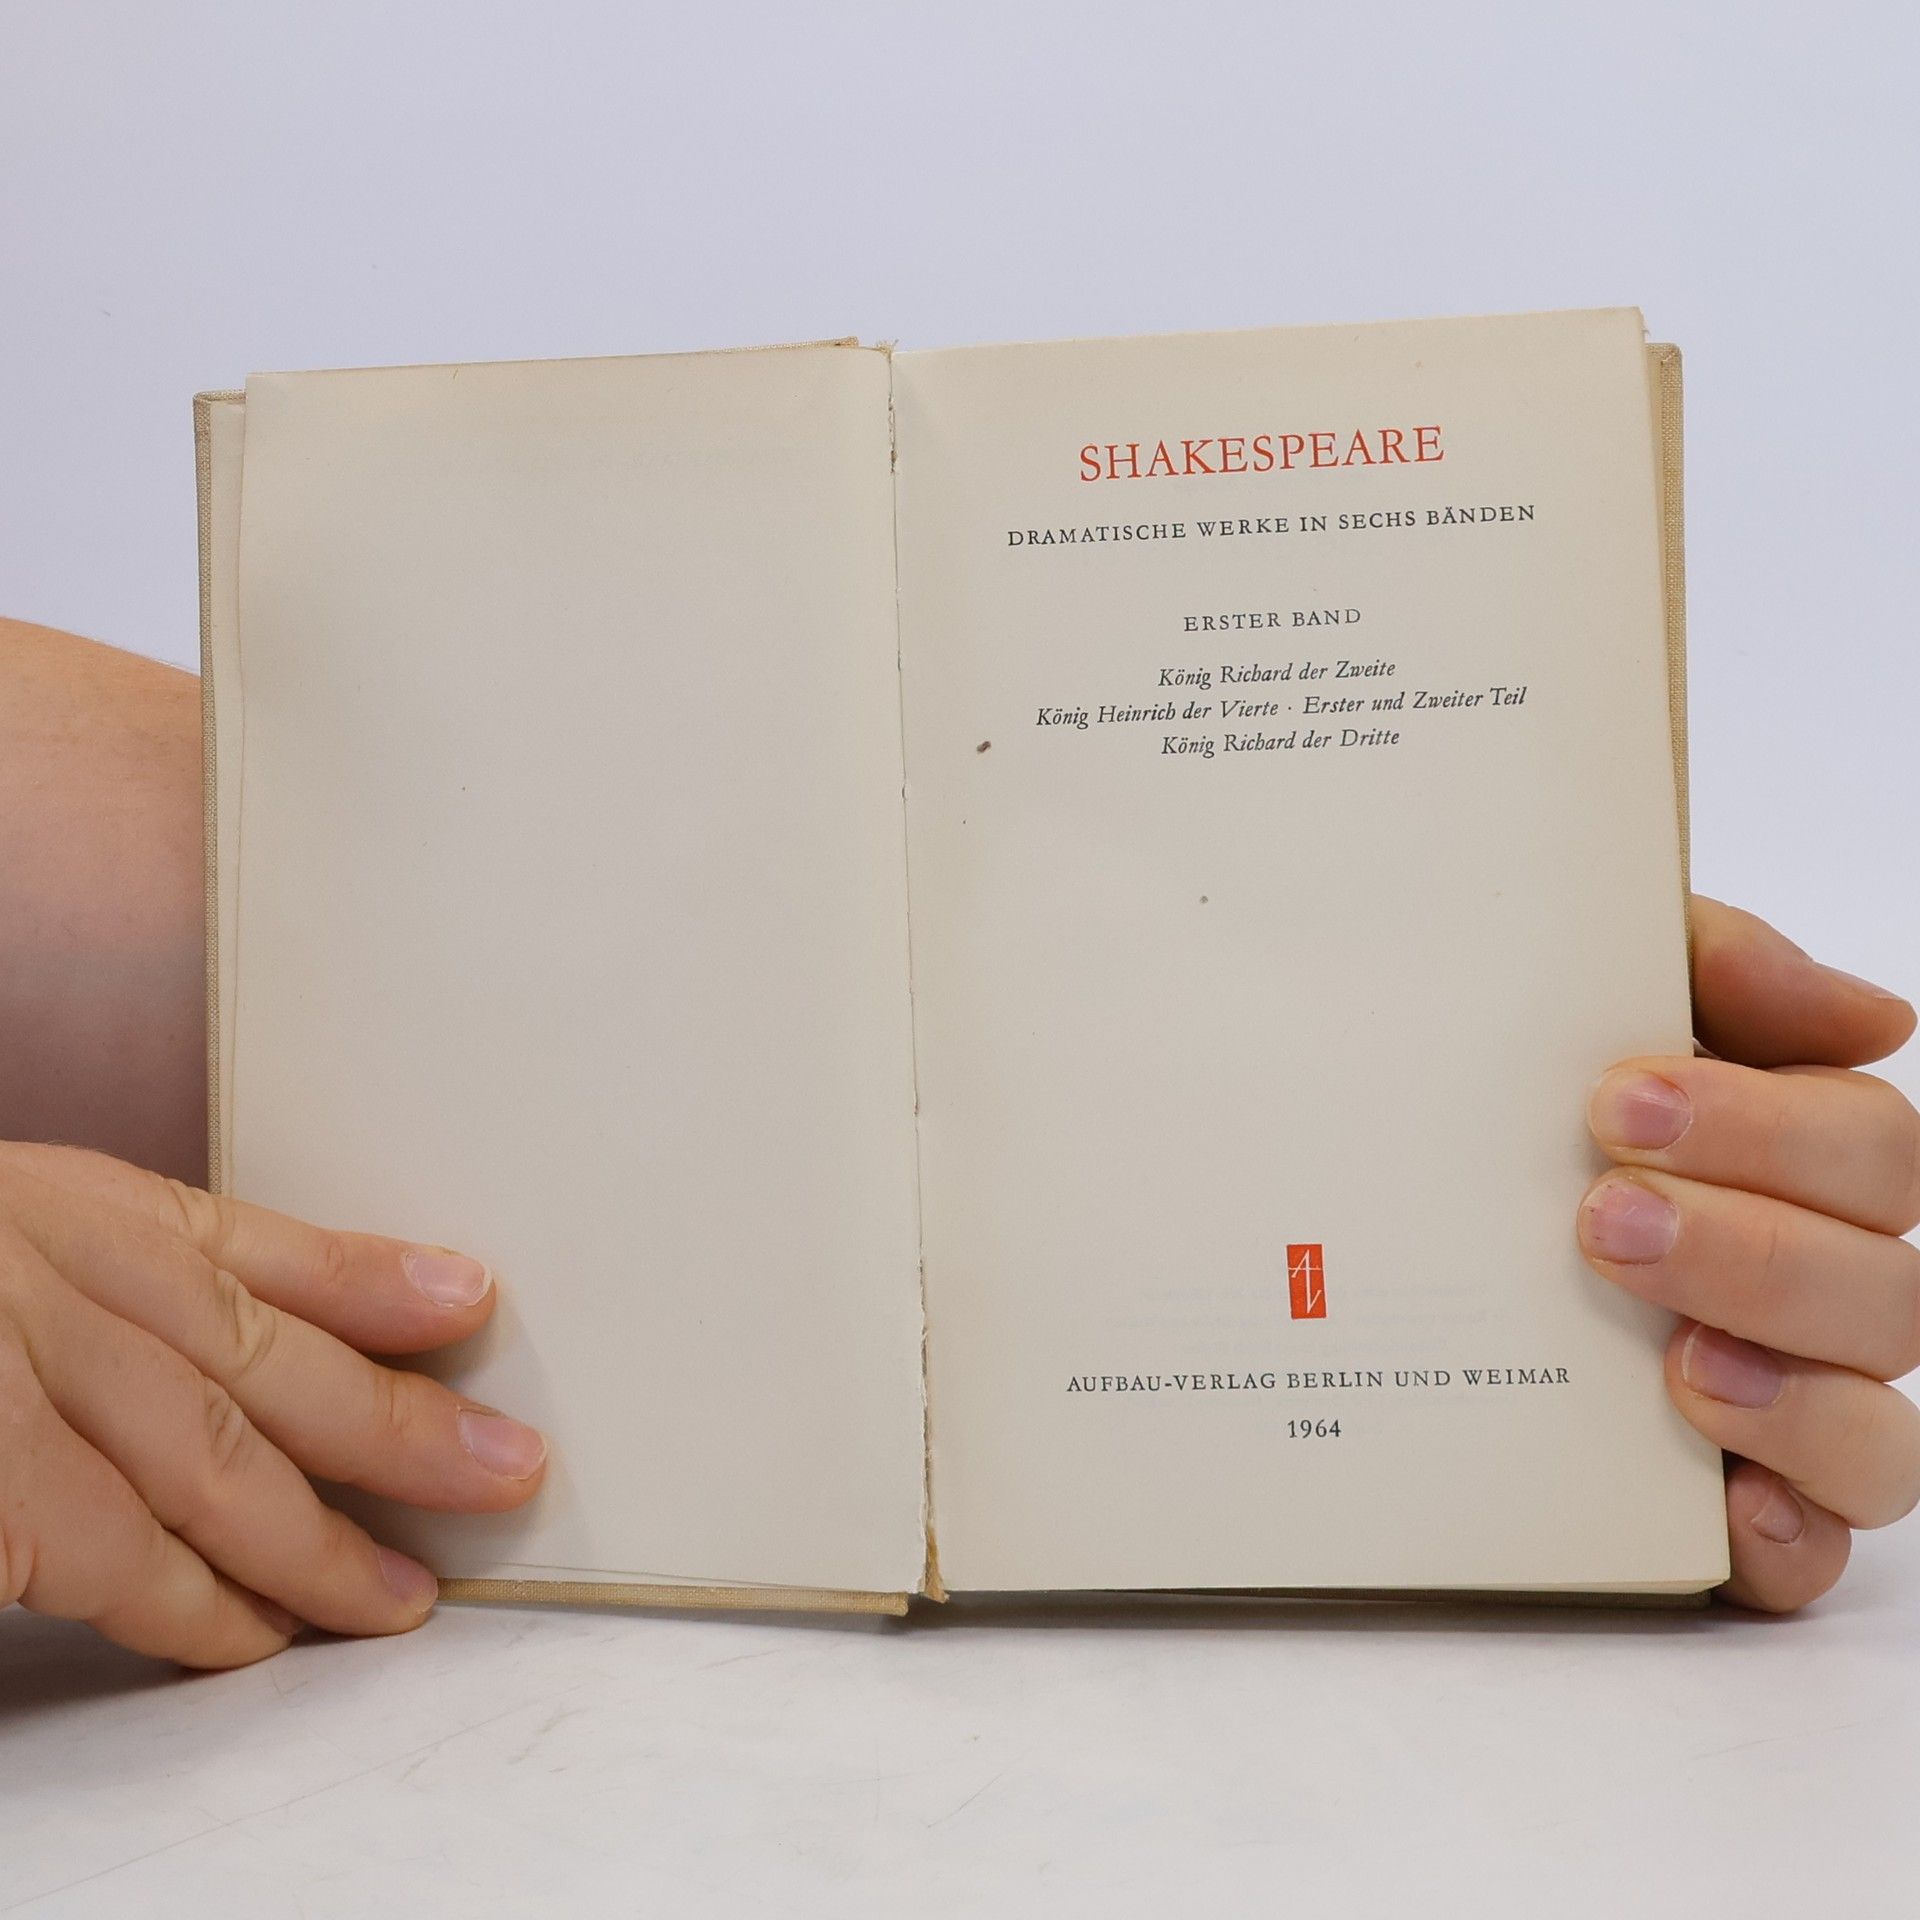 SHAKESPEARE
DRAMATISCHE WERKE IN SECHS BÄNDEN
ERSTER BAND
König Richard der Zweite
König Heinrich der Vierte · Erster und Zweiter Teil
König Richard der Dritte
AUFBAU-VERLAG BERLIN UND WEIMAR
1964